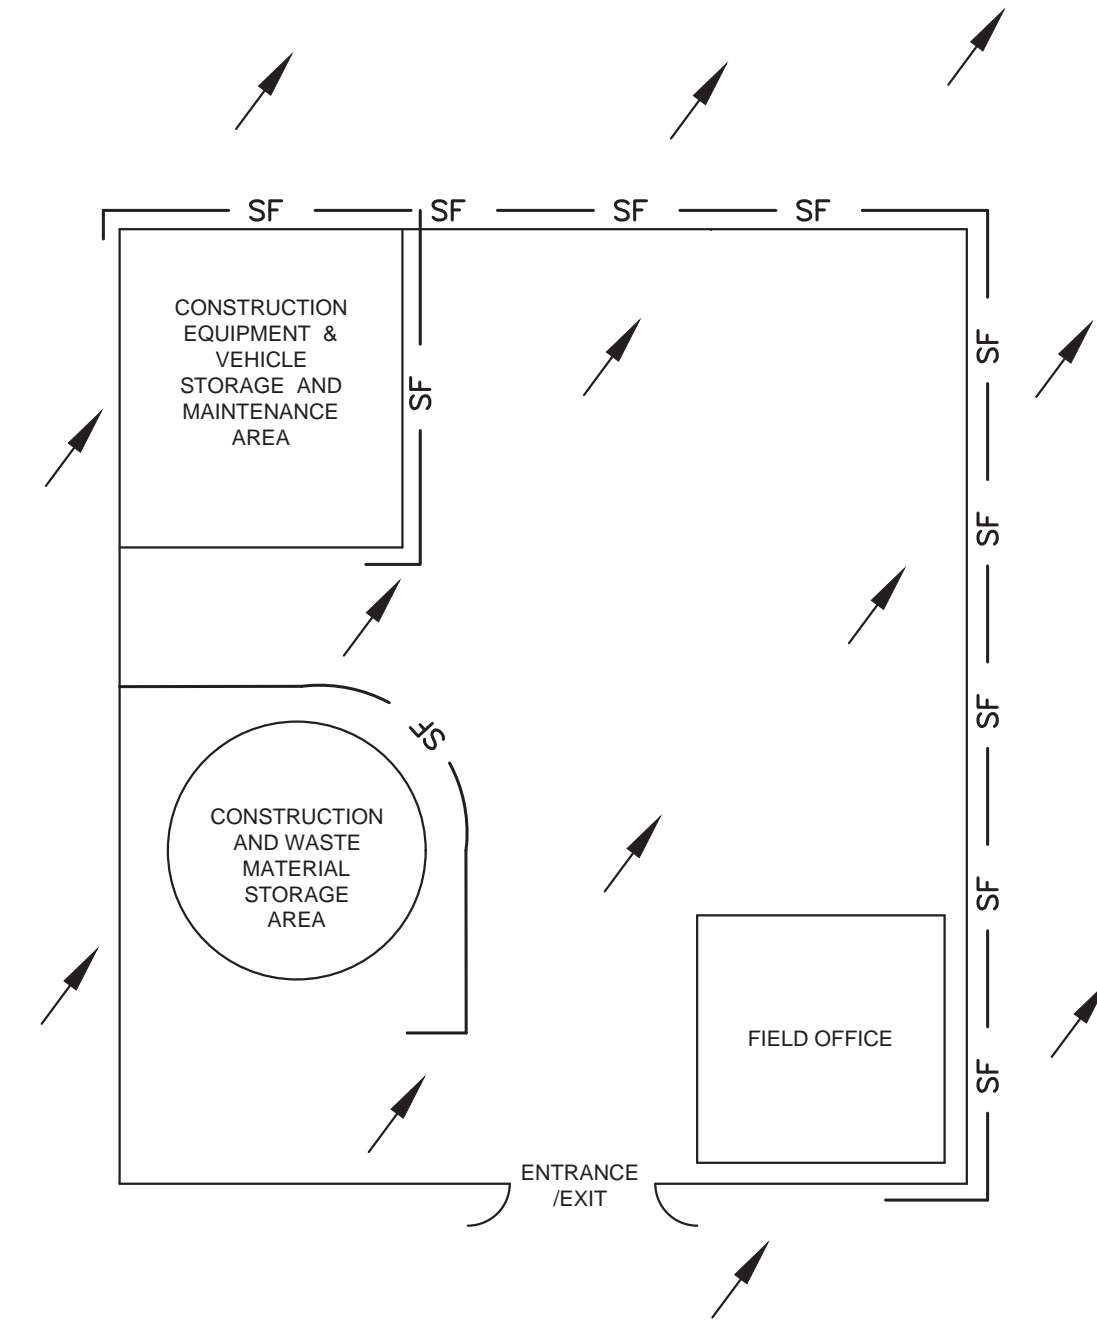 SF SF SF SF
CONSTRUCTION
EQUIPMENT &
VEHICLE
STORAGE AND
MAINTENANCE
AREA
SF
SF
SF
SF
SF
CONSTRUCTION
AND WASTE
MATERIAL
STORAGE
AREA
SF
FIELD OFFICE
SF
ENTRANCE
/EXIT